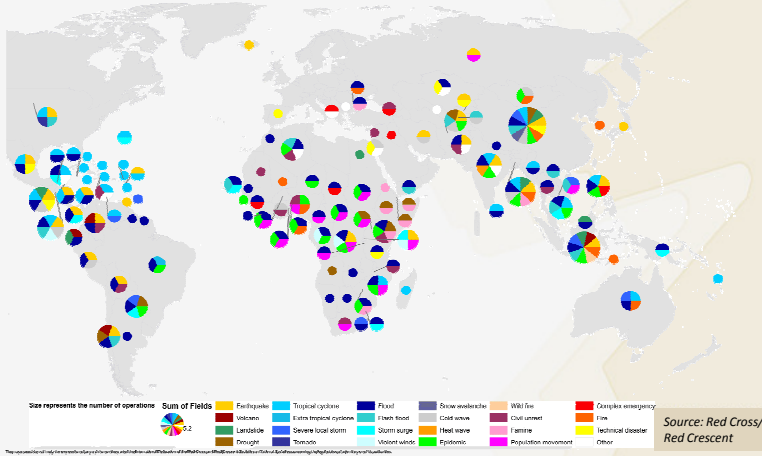 Size represents the number of operations
Sum of Fields
5.2
Earthquake
Volcano
Landslide
Drought
Tropical cyclone
Extra tropical cyclone
Severe local storm
Tornado
Flood
Flash flood
Storm surge
Violent winds
Snow avalanche
Cold wave
Heat wave
Epidemic
Wild fire
Civil unrest
Famine
Population movement
Complex emergency
Fire
Technical disaster
Other
Source: Red Cross/
Red Crescent